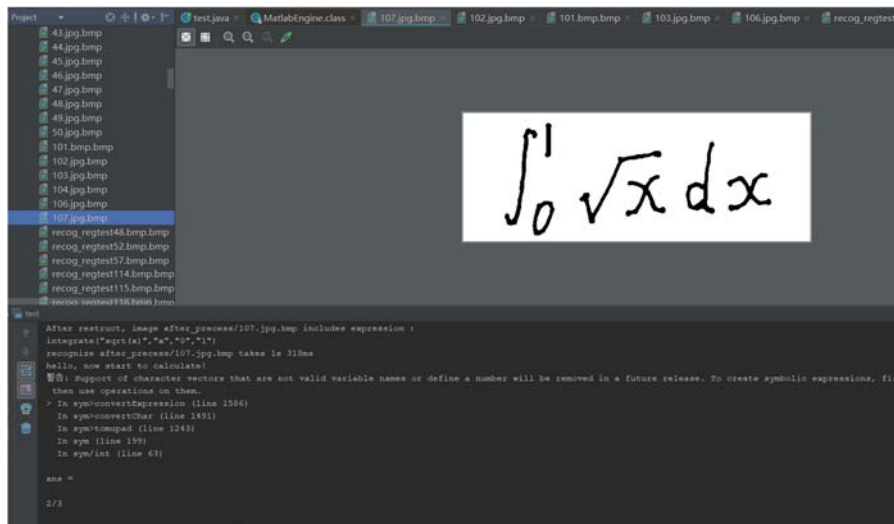 Project
test.java
MatlabEngine.class
107.jpg.bmp
102.jpg.bmp
101.bmp.bmp
103.jpg.bmp
106.jpg.bmp
recog_regtest
43.jpg.bmp
44.jpg.bmp
45.jpg.bmp
46.jpg.bmp
47.jpg.bmp
48.jpg.bmp
49.jpg.bmp
50.jpg.bmp
101.bmp.bmp
102.jpg.bmp
103.jpg.bmp
104.jpg.bmp
106.jpg.bmp
107.jpg.bmp
recog_regtest48.bmp.bmp
recog_regtest52.bmp.bmp
recog_regtest57.bmp.bmp
recog_regtest114.bmp.bmp
recog_regtest115.bmp.bmp
recog_regtest116.bmp.bmp
∫₀¹ √x dx
test
After restruct, image after_precess/107.jpg.bmp includes expression :
integrate("sqrt(x)","x","0","1")
recognize after_precess/107.jpg.bmp takes 1s 318ms
hello, now start to calculate!
警告: Support of character vectors that are not valid variable names or define a number will be removed in a future release. To create symbolic expressions, fi
then use operations on them.
> In sym>convertExpression (line 1586)
In sym>convertChar (line 1491)
In sym>tomupad (line 1243)
In sym (line 199)
In sym/int (line 63)
ans =
2/3